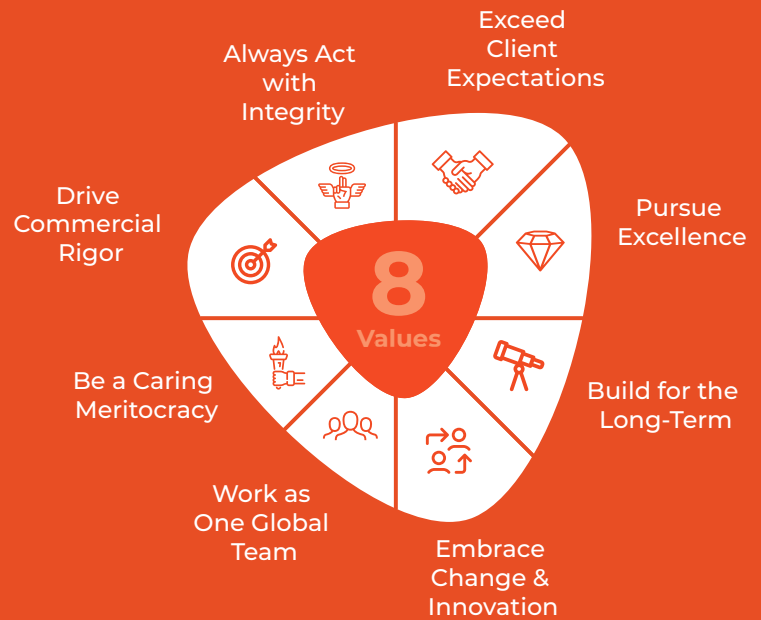 Exceed
Client
Expectations
Always Act
with
Integrity
Drive
Commercial
Rigor
Pursue
Excellence
8
Values
Be a Caring
Meritocracy
Build for the
Long-Term
Work as
One Global
Team
Embrace
Change &
Innovation